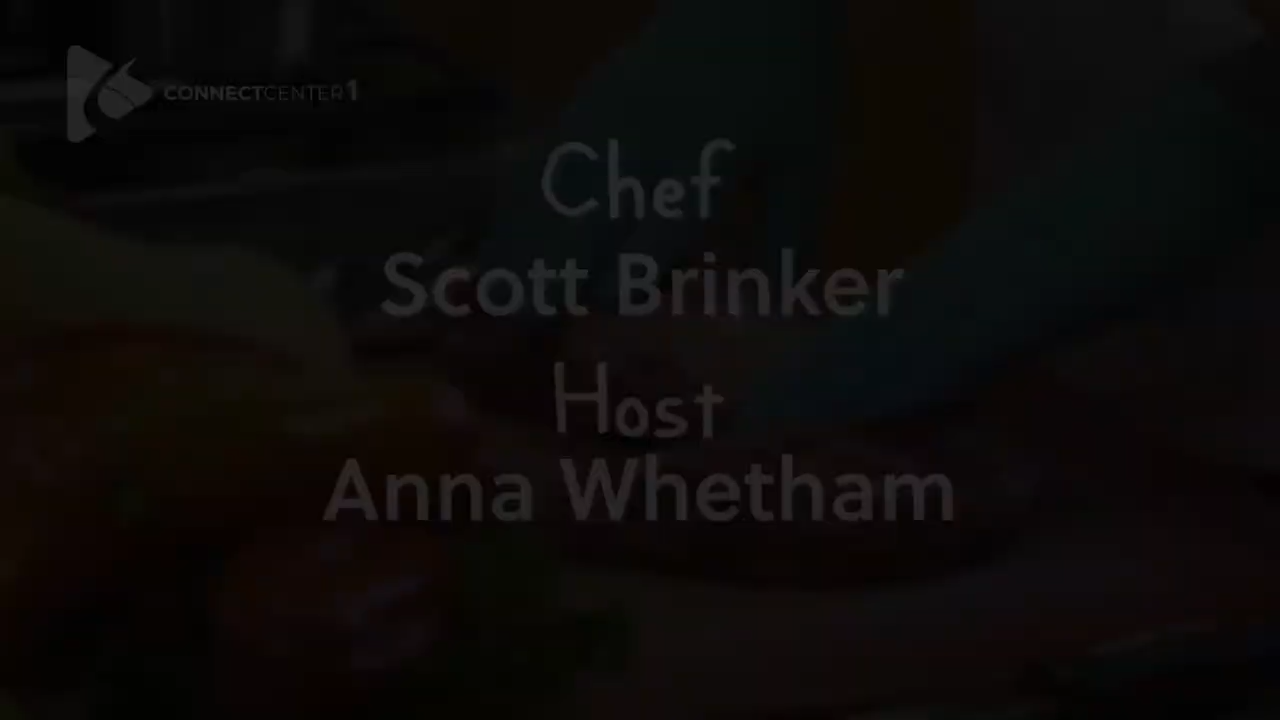 CONNECTCENTER1
Chef
Scott Brinker
Host
Anna Whetham